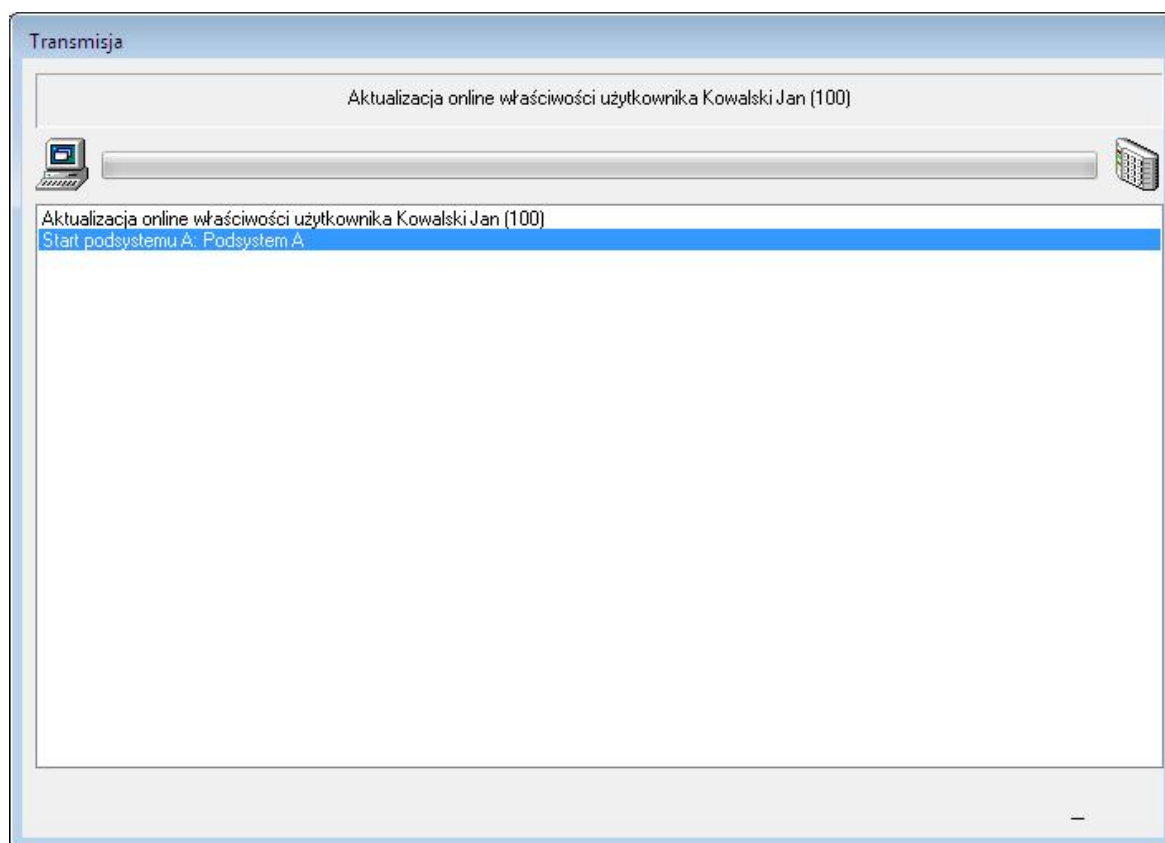 Transmisja
Aktualizacja online właściwości użytkownika Kowalski Jan (100)
Aktualizacja online właściwości użytkownika Kowalski Jan (100)
Start podsystemu A: Podsystem A